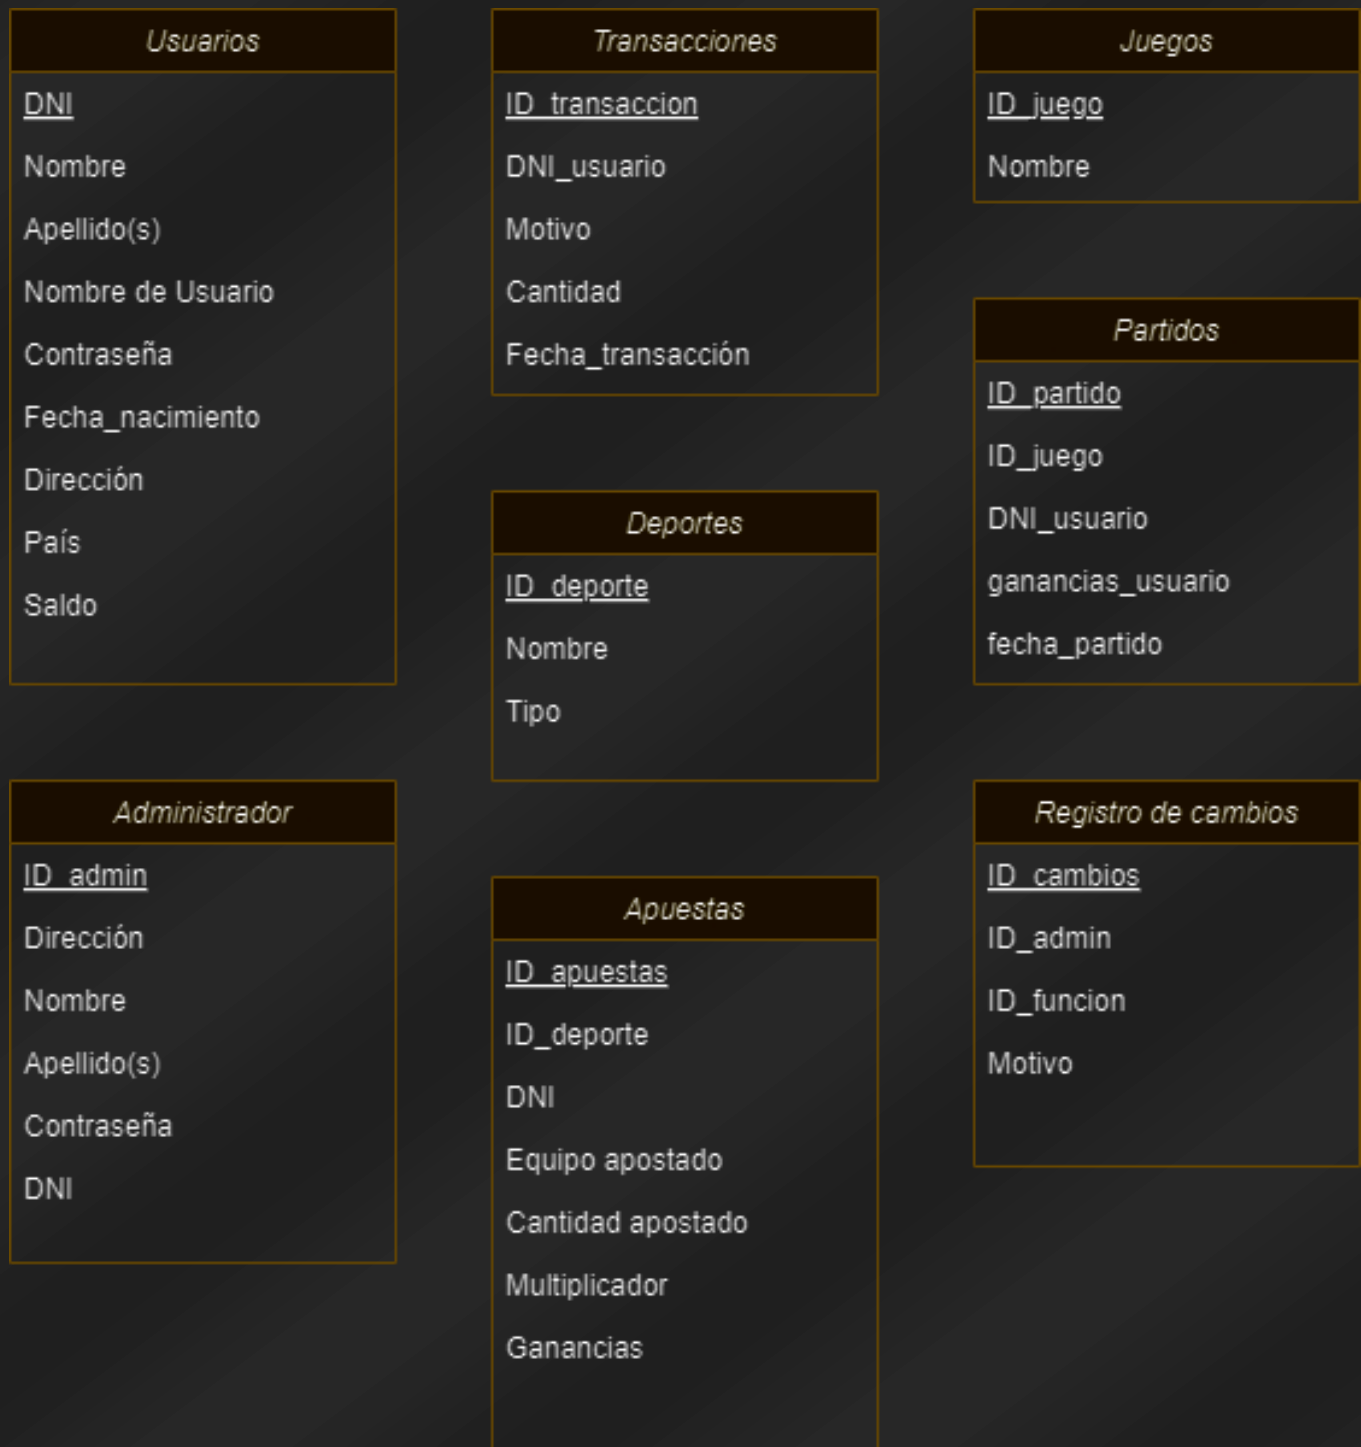 Usuarios
DNI
Nombre
Apellido(s)
Nombre de Usuario
Contraseña
Fecha_nacimiento
Dirección
País
Saldo
Administrador
ID_admin
Dirección
Nombre
Apellido(s)
Contraseña
DNI
Transacciones
ID_transaccion
DNI_usuario
Motivo
Cantidad
Fecha_transacción
Deportes
ID_deporte
Nombre
Tipo
Apuestas
ID_apuestas
ID_deporte
DNI
Equipo apostado
Cantidad apostado
Multiplicador
Ganancias
Juegos
ID_juego
Nombre
Partidos
ID_partido
ID_juego
DNI_usuario
ganancias_usuario
fecha_partido
Registro de cambios
ID_cambios
ID_admin
ID_funcion
Motivo